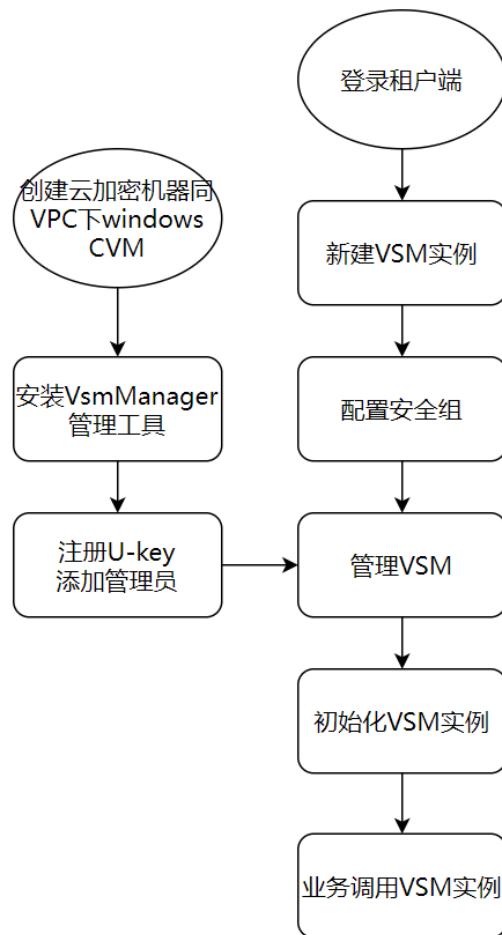 登录租户端
创建云加密机器同
VPC下windows
CVM
新建VSM实例
安装VsmManager
管理工具
配置安全组
注册U-key
添加管理员
管理VSM
初始化VSM实例
业务调用VSM实例